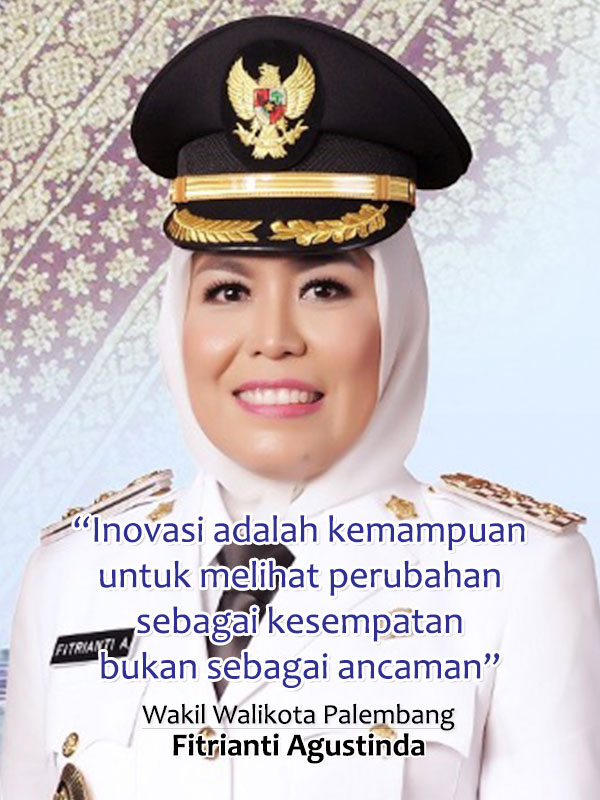 FITRIANTI A.
“Inovasi adalah kemampuan
untuk melihat perubahan
sebagai kesempatan
bukan sebagai ancaman”
Wakil Walikota Palembang
Fitrianti Agustinda